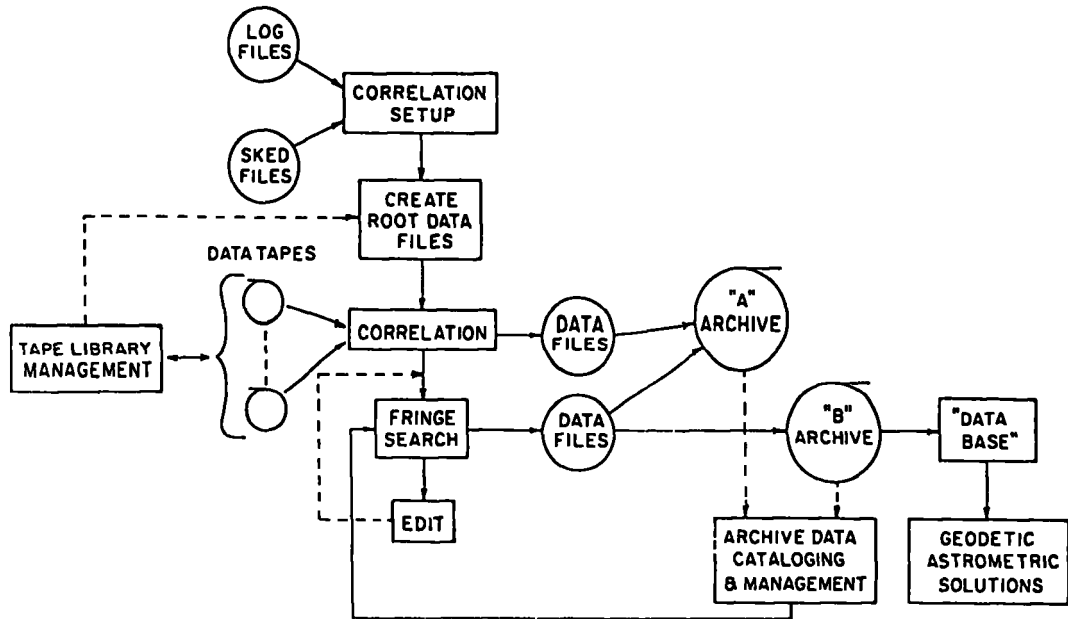 LOG
FILES
CORRELATION
SETUP
SKED
FILES
CREATE
ROOT DATA
FILES
DATA TAPES
TAPE LIBRARY
MANAGEMENT
CORRELATION
DATA
FILES
"A"
ARCHIVE
FRINGE
SEARCH
DATA
FILES
"B"
ARCHIVE
"DATA
BASE"
EDIT
ARCHIVE DATA
CATALOGING
& MANAGEMENT
GEODETIC
ASTROMETRIC
SOLUTIONS